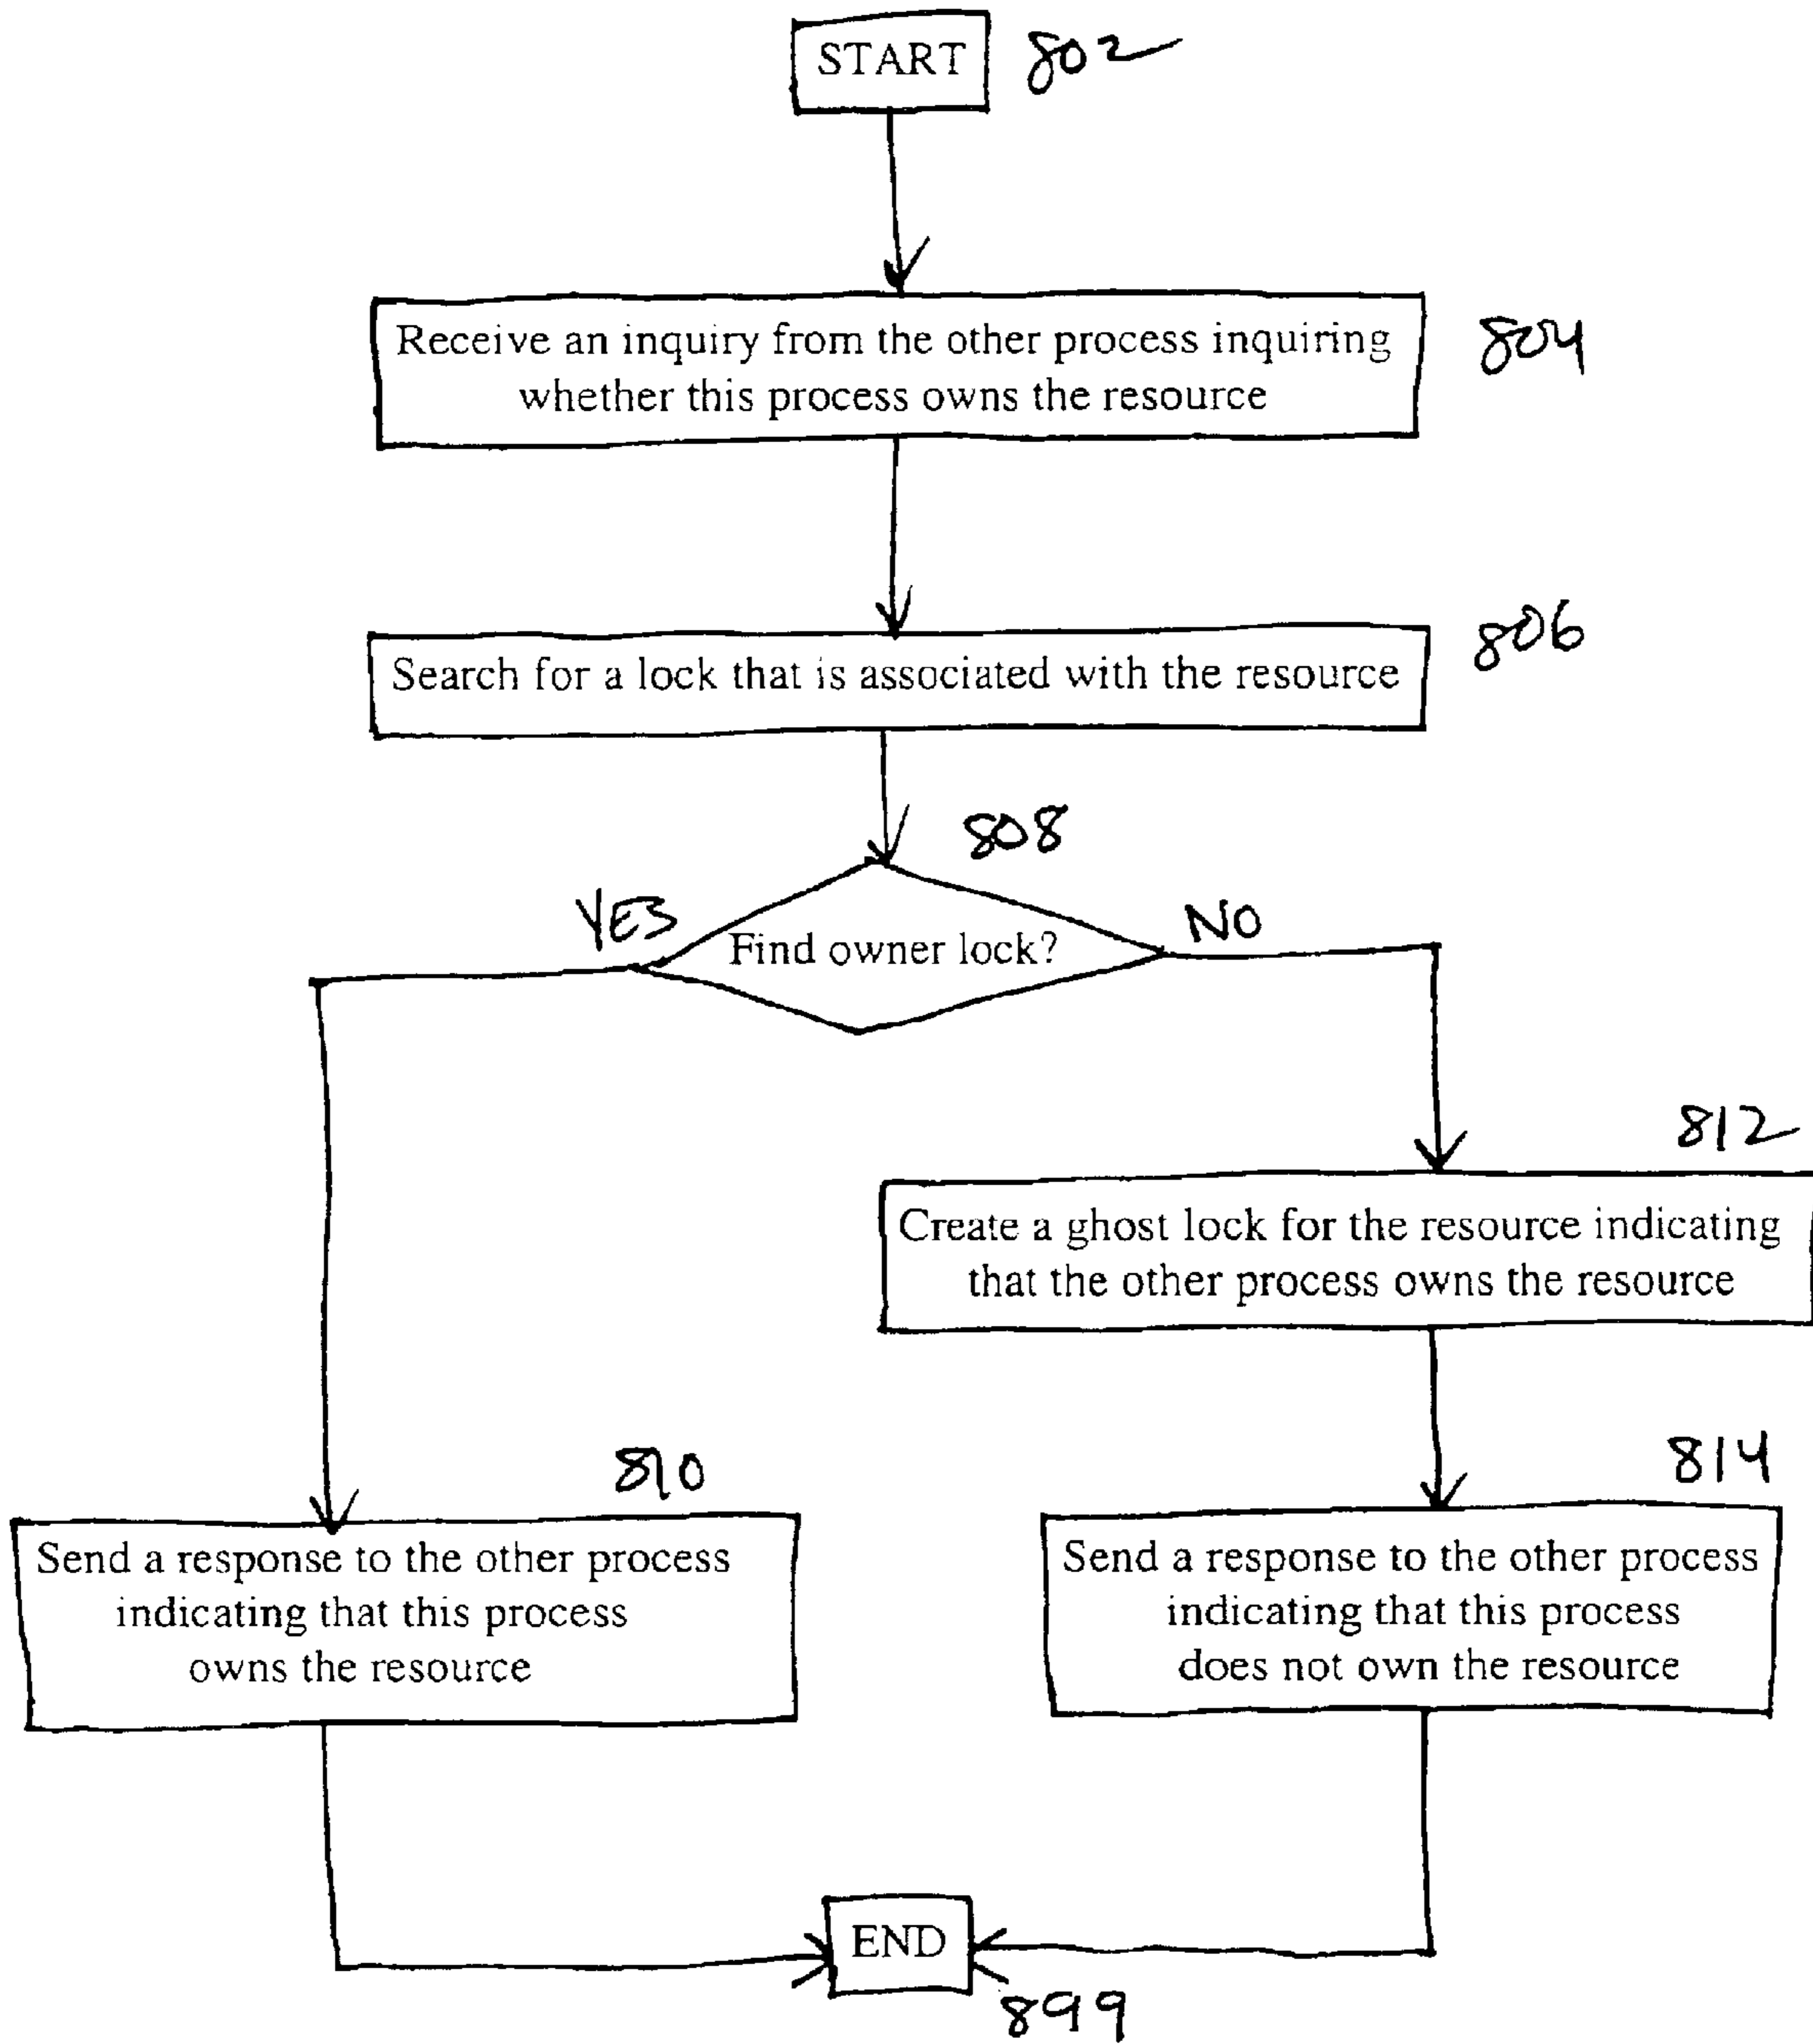 START 802
Receive an inquiry from the other process inquiring
whether this process owns the resource
804
Search for a lock that is associated with the resource
806
808
YES
Find owner lock?
NO
812
Create a ghost lock for the resource indicating
that the other process owns the resource
810
Send a response to the other process
indicating that this process
owns the resource
814
Send a response to the other process
indicating that this process
does not own the resource
END
899